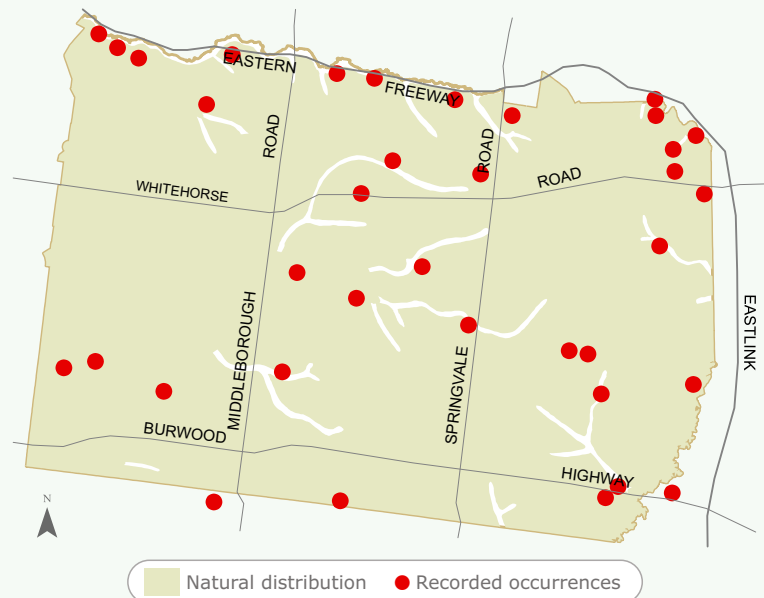 EASTERN
FREEWAY
ROAD
ROAD
ROAD
WHITEHORSE
MIDDLEBOROUGH
EASTLINK
SPRINGVALE
BURWOOD
HIGHWAY
N
Natural distribution
Recorded occurrences